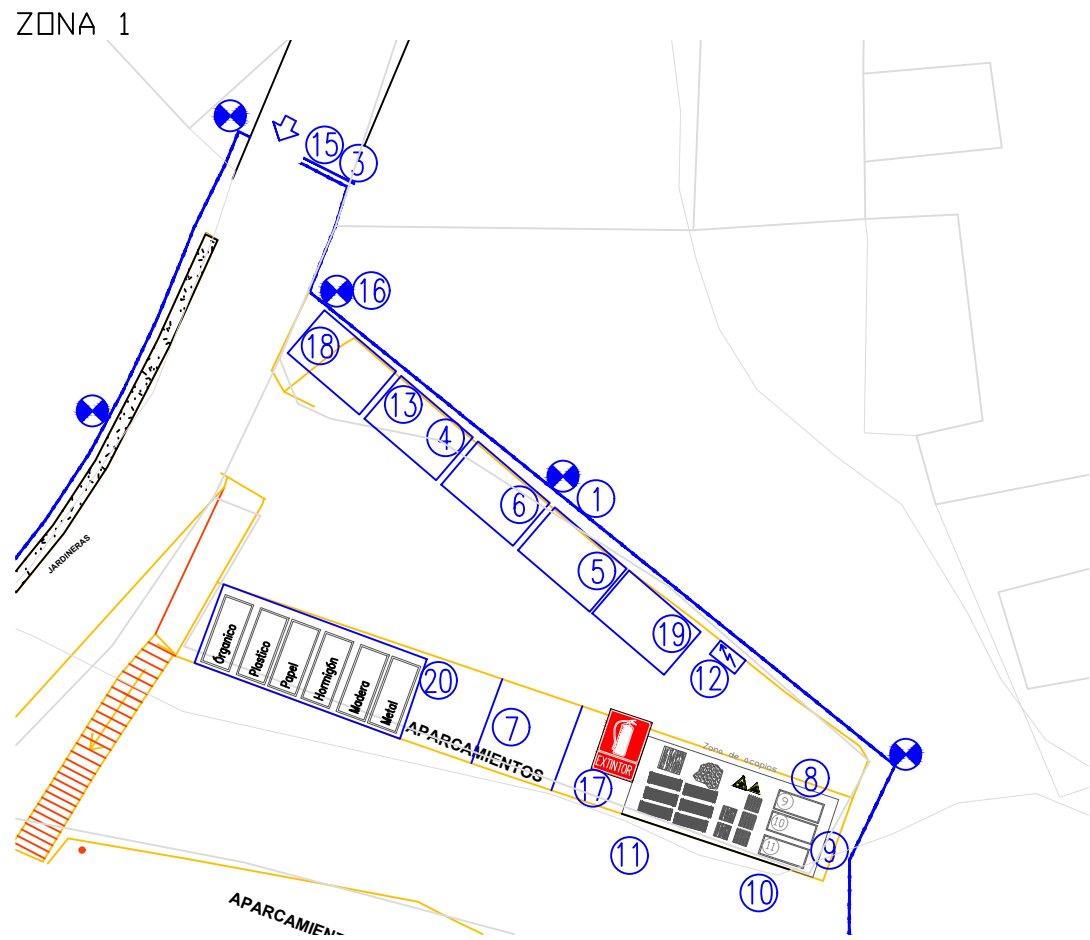 ZONA 1
15
3
16
18
13
4
6
1
5
19
12
JARDINERAS
Órganico
Plastico
Papel
Hormigón
Madera
Metal
20
7
APARCAMIENTOS
EXTINTOR
17
Zona de acopios
8
9
10
11
9
11
10
APARCAMIENT